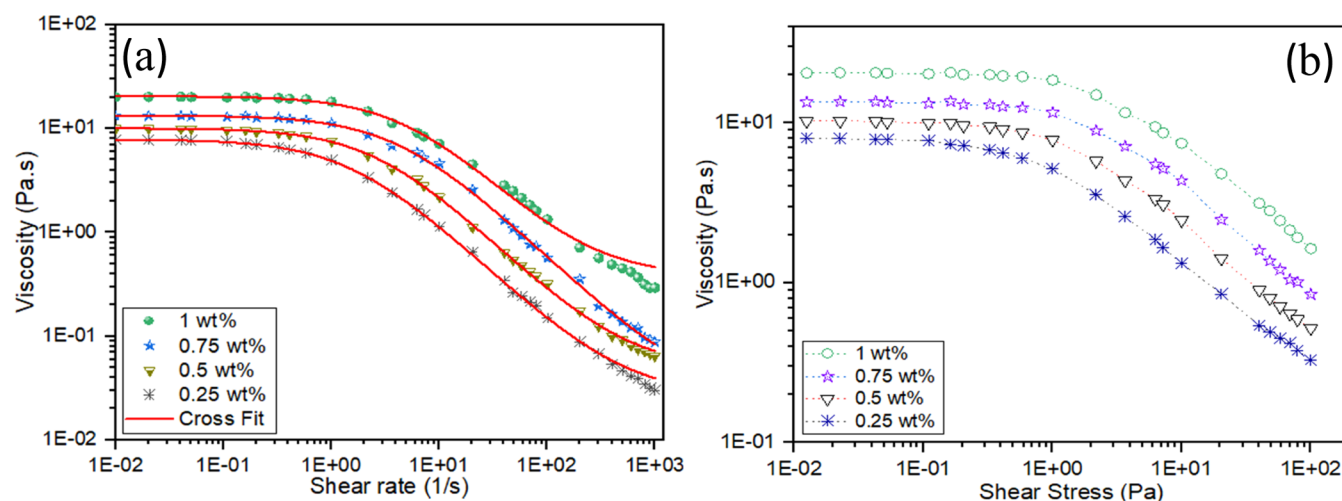 (a)
1E+02
1E+01
1E+00
1E-01
1E-02
Viscosity (Pa.s)
1 wt%
0.75 wt%
0.5 wt%
0.25 wt%
Cross Fit
1E-02 1E-01 1E+00 1E+01 1E+02 1E+03
Shear rate (1/s)
(b)
1E+01
1E+00
1E-01
Viscosity (Pa.s)
1 wt%
0.75 wt%
0.5 wt%
0.25 wt%
1E-02 1E-01 1E+00 1E+01 1E+02
Shear Stress (Pa)